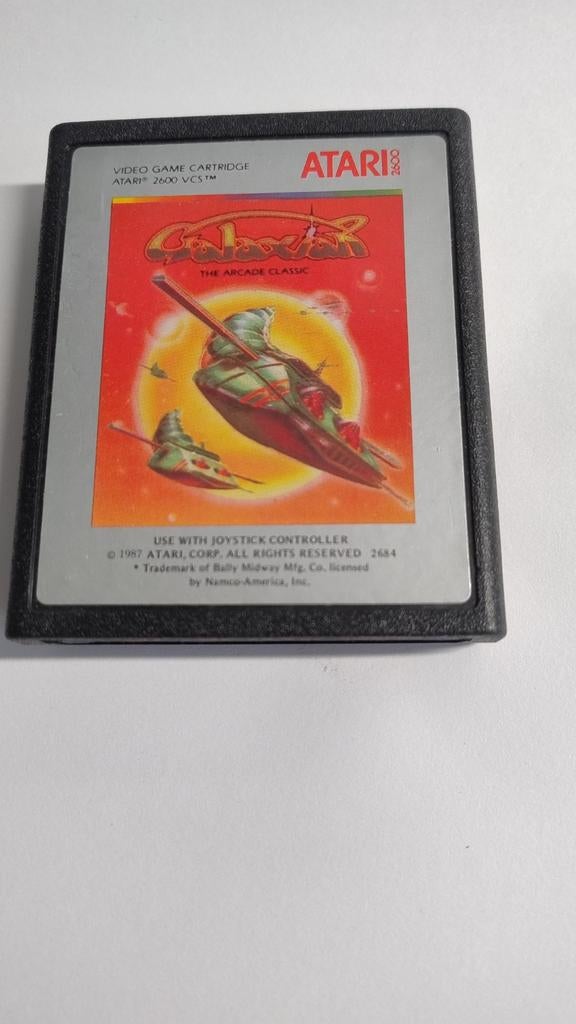 VIDEO GAME CARTRIDGE
ATARI® 2600 VCS™
ATARI 2600
Galaxian
THE ARCADE CLASSIC
USE WITH JOYSTICK CONTROLLER
© 1987 ATARI, CORP. ALL RIGHTS RESERVED 2684
* Trademark of Bally Midway Mfg. Co. licensed
by Namco-America, Inc.